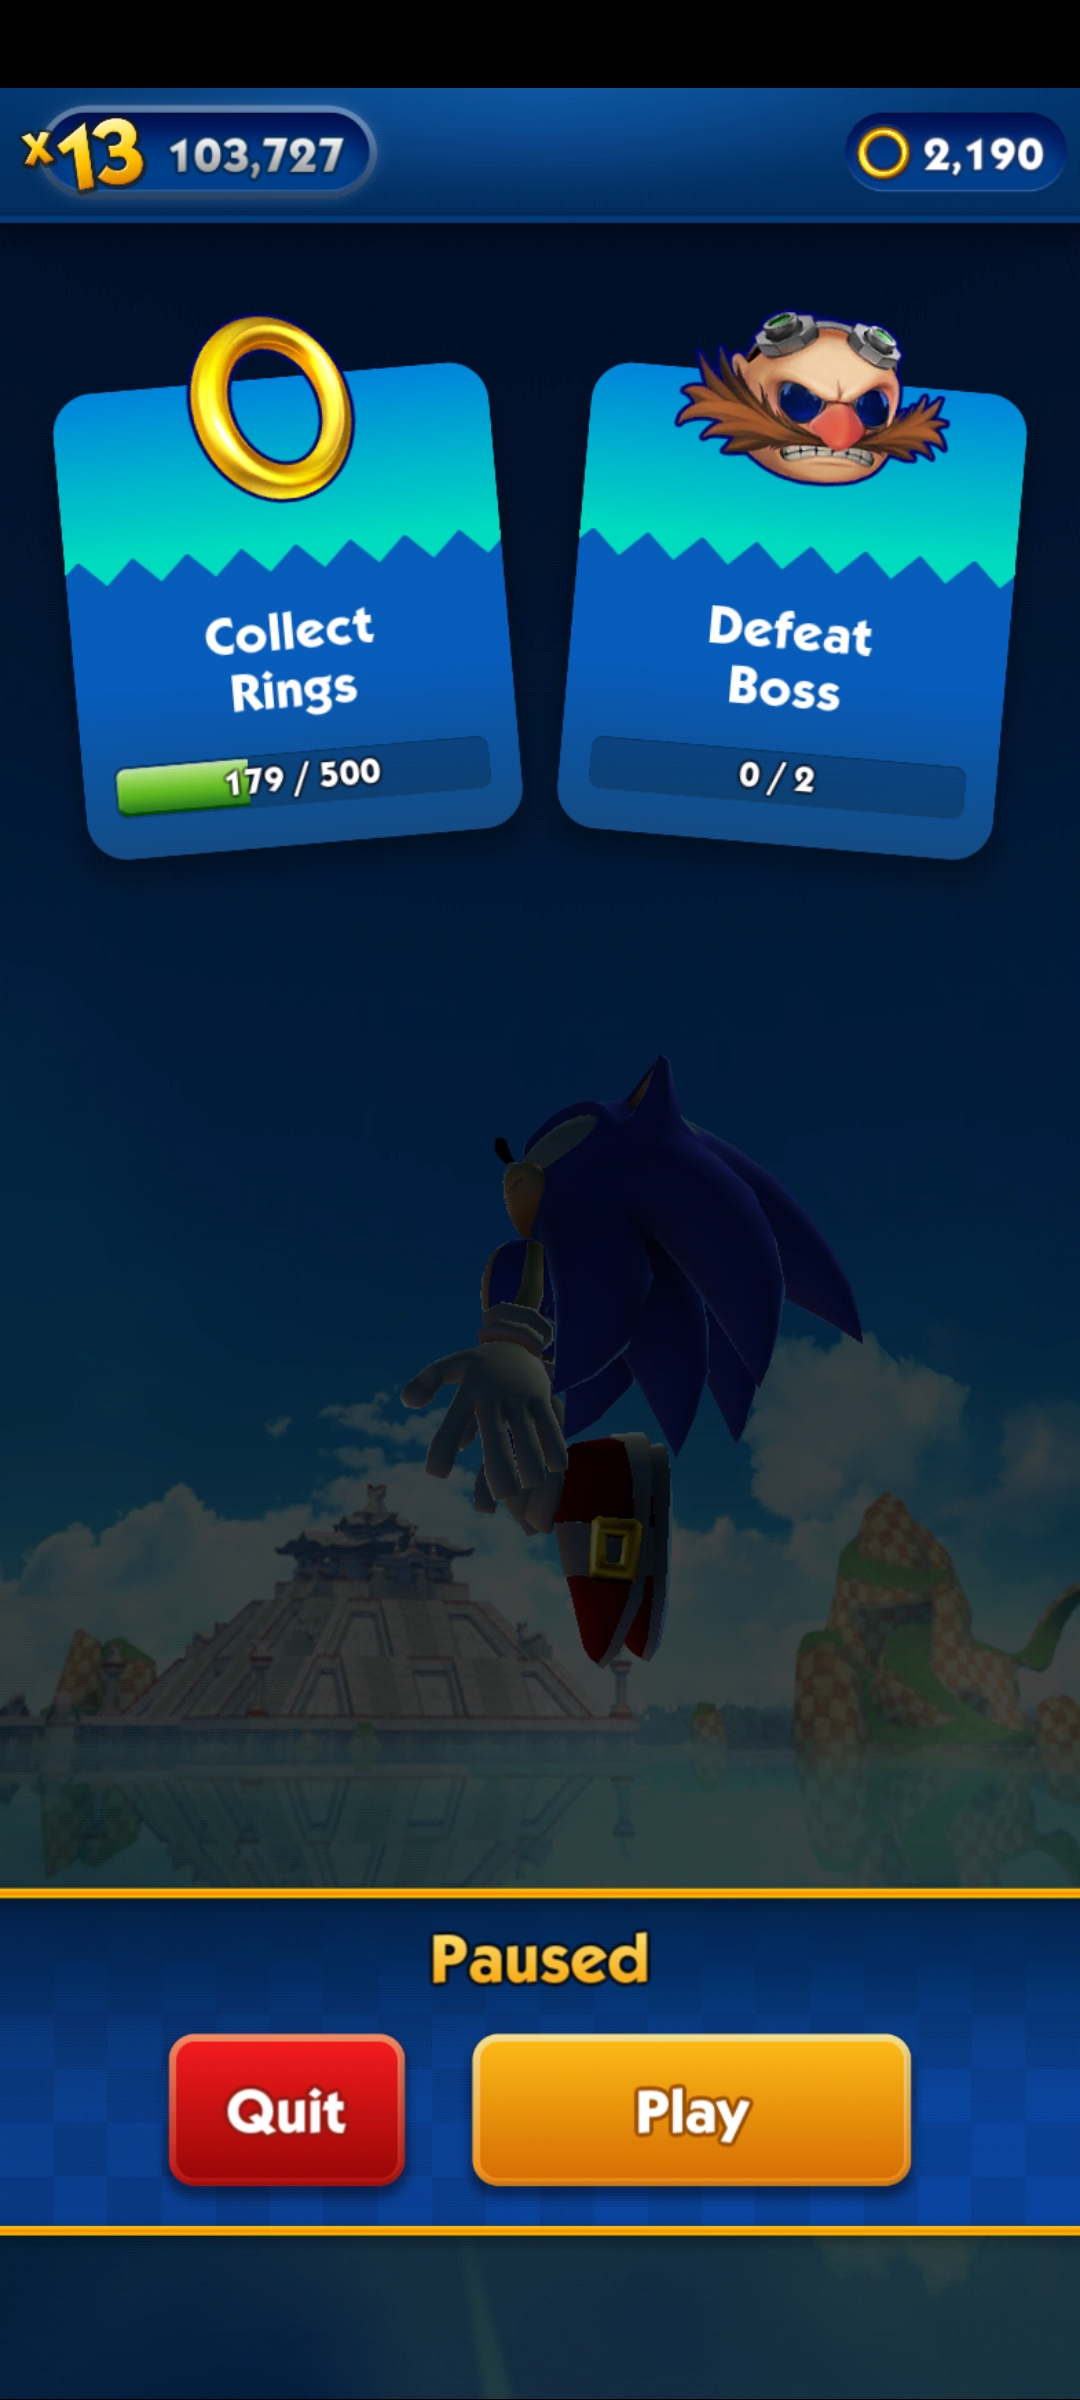 x13 103,727
2,190
Collect
Rings
179 / 500
Defeat
Boss
0 / 2
Paused
Quit
Play